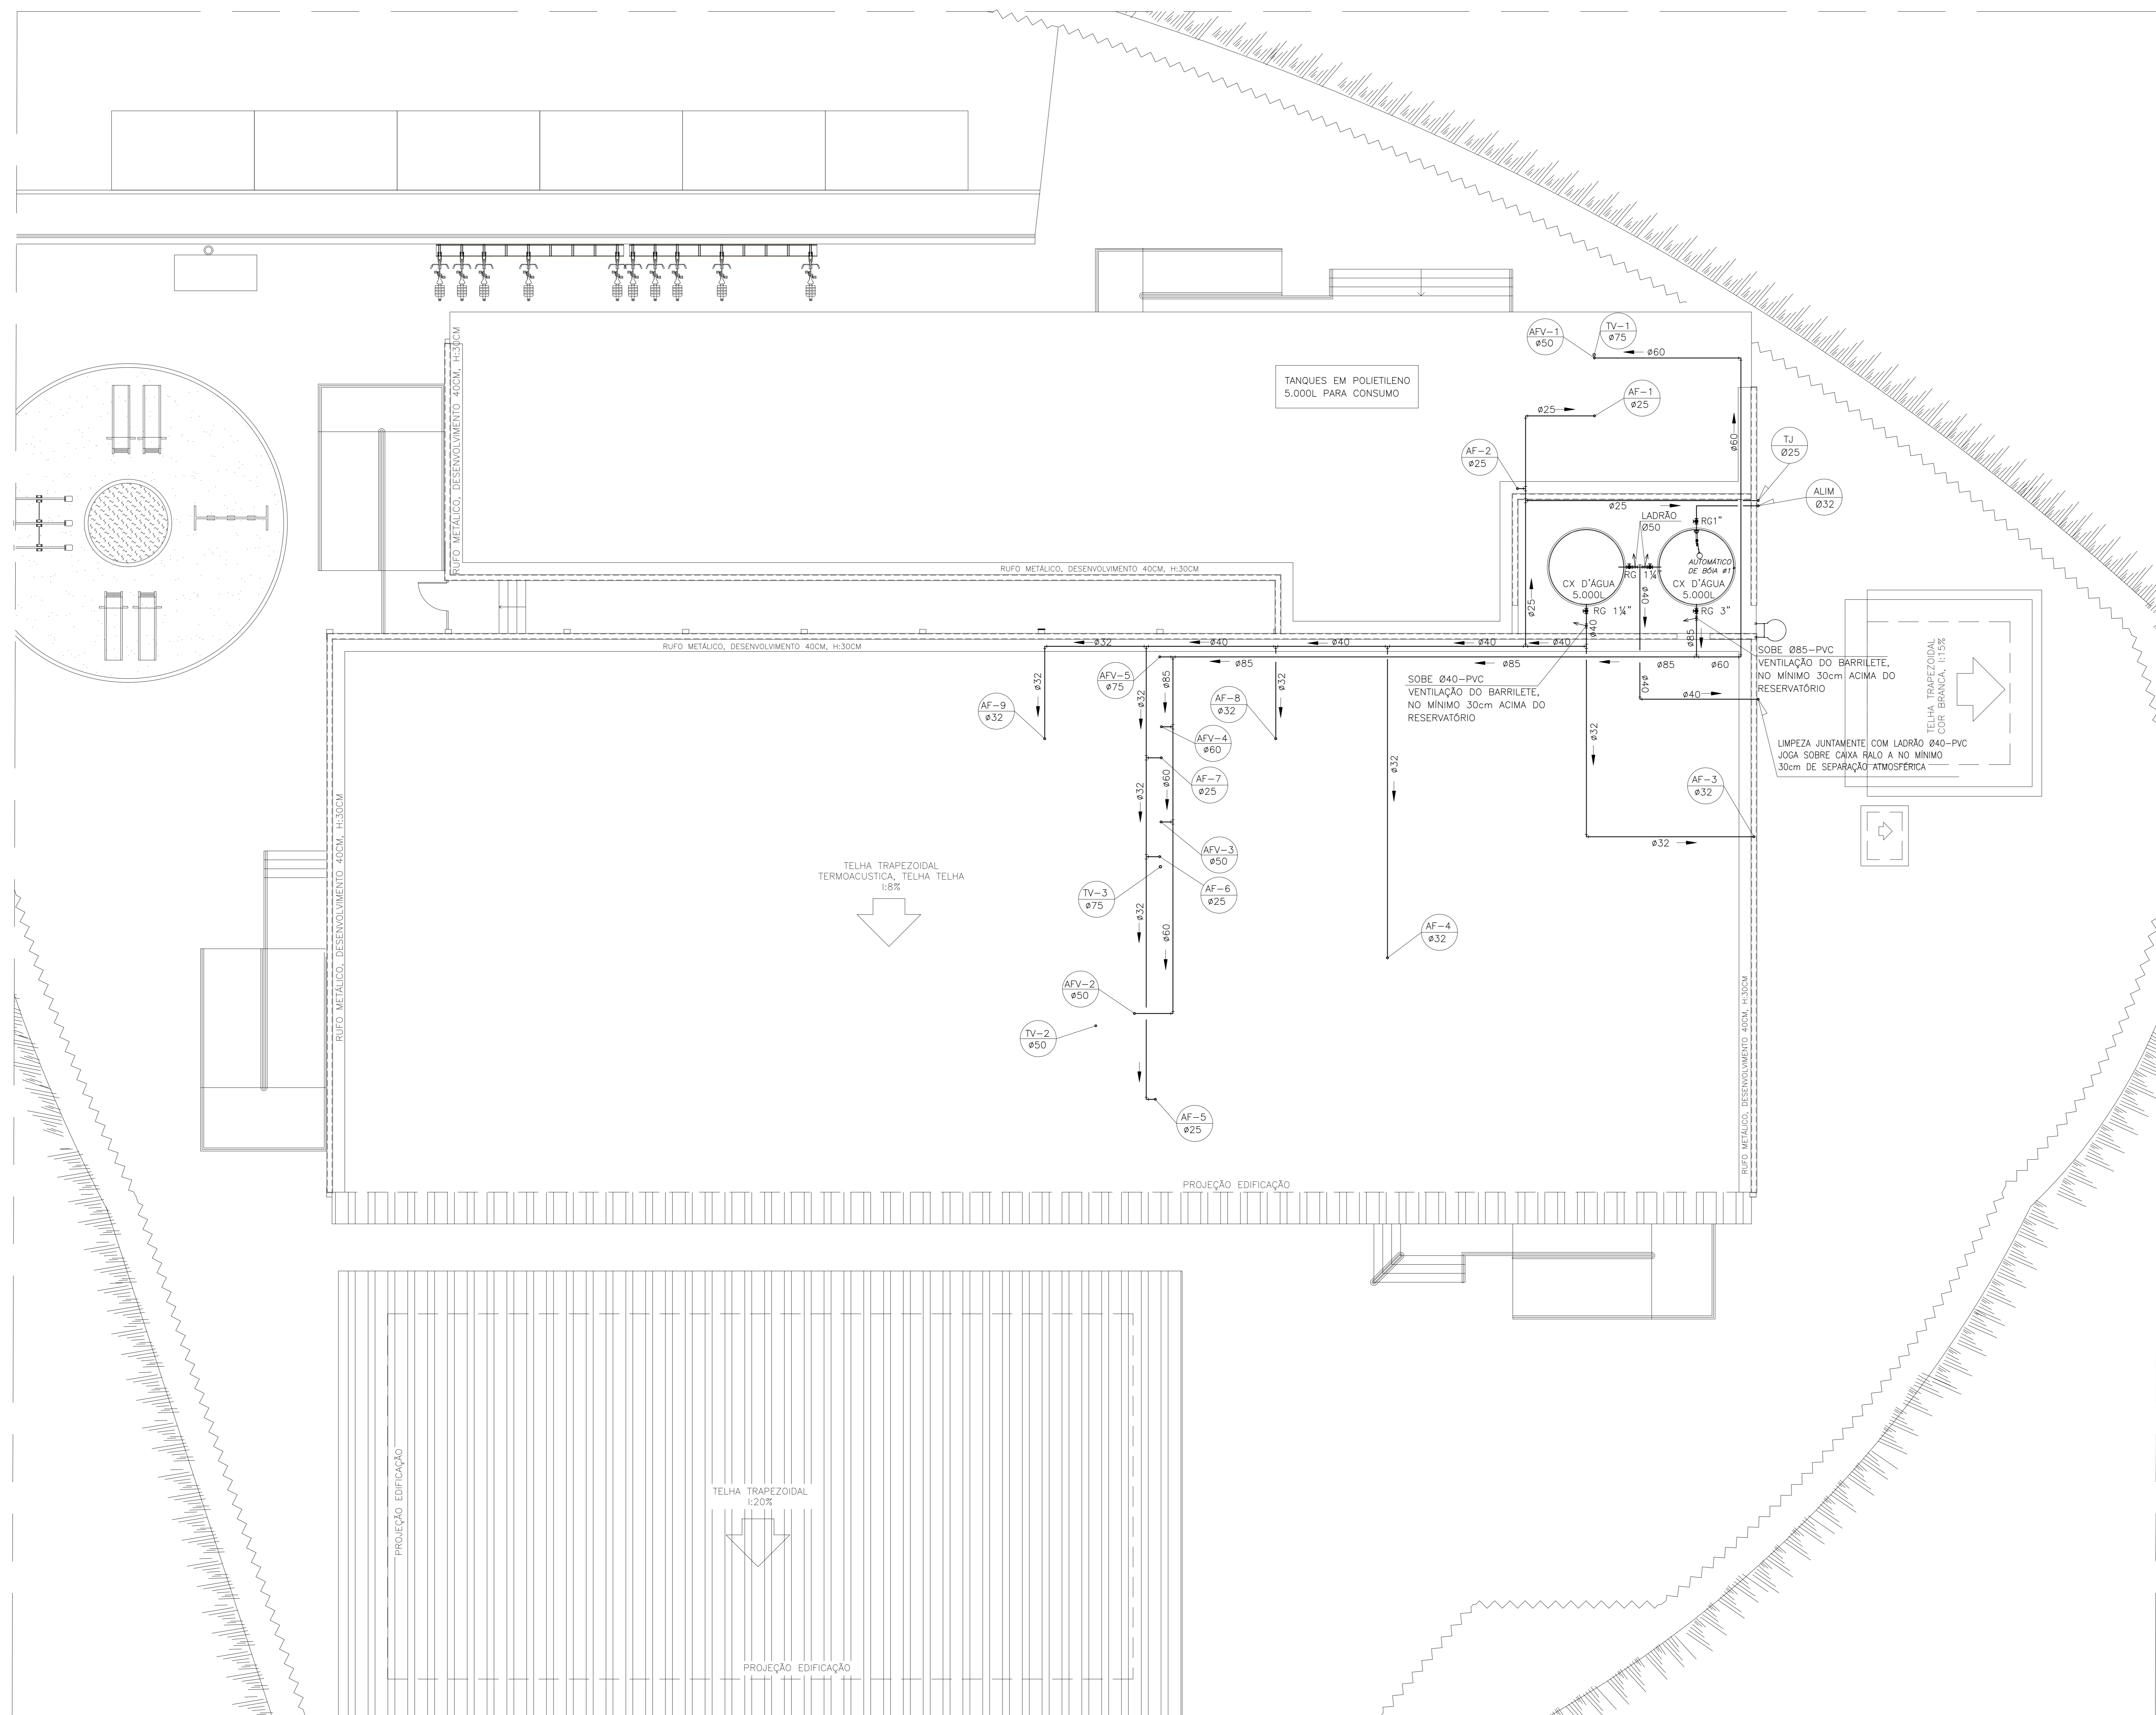 AFV-1
ø50
TV-1
ø75
ø60
TANQUES EM POLIETILENO
5.000L PARA CONSUMO
AF-1
ø25
ø25
ø60
TJ
Ø25
AF-2
ø25
ALIM
Ø32
ø25
LADRÃO
Ø50
RG1"
AUTOMÁTICO
DE BÓIA ø1"
RG 1¼"
CX D'ÁGUA
5.000L
CX D'ÁGUA
5.000L
ø25
ø40
RG 1¼"
RG 3"
ø40
ø85
RUFO METÁLICO, DESENVOLVIMENTO 40CM, H:30CM
RUFO METÁLICO, DESENVOLVIMENTO 40CM, H:30CM
RUFO METÁLICO, DESENVOLVIMENTO 40CM, H:30CM
RUFO METÁLICO, DESENVOLVIMENTO 40CM, H:30CM
ø32
ø40
ø40
ø40
ø40
ø85
ø85
ø85
ø60
SOBE Ø85-PVC
VENTILAÇÃO DO BARRILETE,
NO MÍNIMO 30cm ACIMA DO
RESERVATÓRIO
SOBE Ø40-PVC
VENTILAÇÃO DO BARRILETE,
NO MÍNIMO 30cm ACIMA DO
RESERVATÓRIO
TELHA TRAPEZOIDAL
COR BRANCA, I:15%
ø40
ø40
LIMPEZA JUNTAMENTE COM LADRÃO Ø40-PVC
JOGA SOBRE CAIXA RALO A NO MÍNIMO
30cm DE SEPARAÇÃO ATMOSFÉRICA
AFV-5
ø75
ø85
ø32
ø32
ø32
AF-9
ø32
AF-8
ø32
AFV-4
ø60
ø32
ø32
AF-7
ø25
ø60
ø32
AF-3
ø32
ø32
AFV-3
ø50
TELHA TRAPEZOIDAL
TERMOACUSTICA, TELHA TELHA
I:8%
TV-3
ø75
AF-6
ø25
ø32
ø60
AF-4
ø32
AFV-2
ø50
TV-2
ø50
AF-5
ø25
RUFO METÁLICO, DESENVOLVIMENTO 40CM, H:30CM
PROJEÇÃO EDIFICAÇÃO
PROJEÇÃO EDIFICAÇÃO
TELHA TRAPEZOIDAL
I:20%
PROJEÇÃO EDIFICAÇÃO